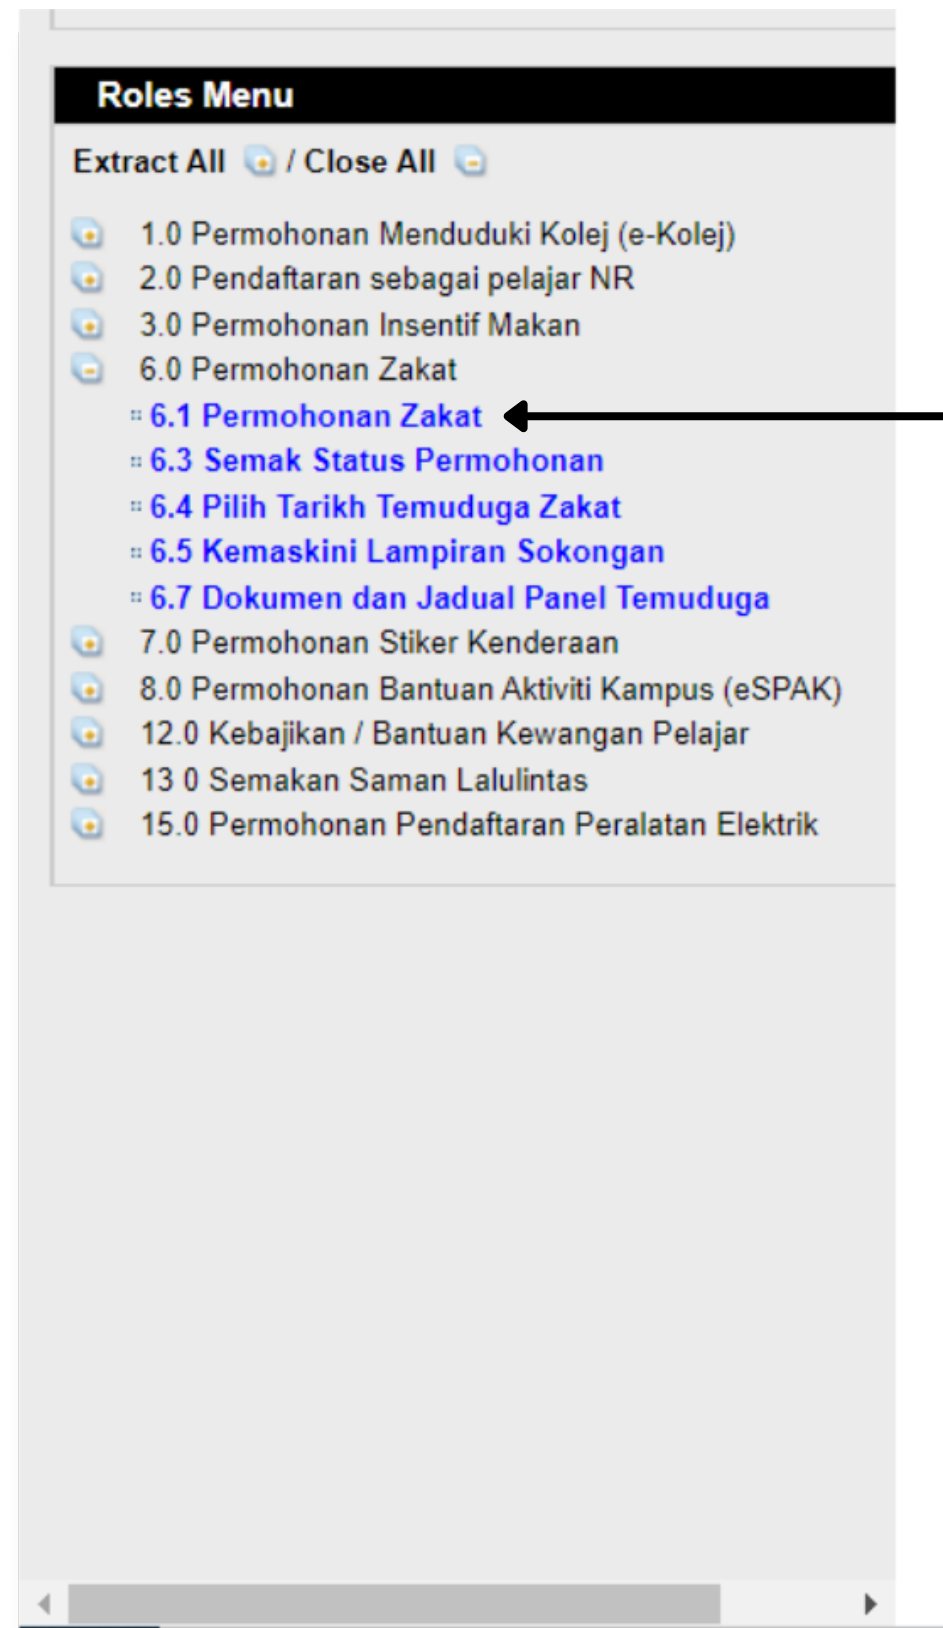 Roles Menu
Extract All / Close All
1.0 Permohonan Menduduki Kolej (e-Kolej)
2.0 Pendaftaran sebagai pelajar NR
3.0 Permohonan Insentif Makan
6.0 Permohonan Zakat
6.1 Permohonan Zakat
6.3 Semak Status Permohonan
6.4 Pilih Tarikh Temuduga Zakat
6.5 Kemaskini Lampiran Sokongan
6.7 Dokumen dan Jadual Panel Temuduga
7.0 Permohonan Stiker Kenderaan
8.0 Permohonan Bantuan Aktiviti Kampus (eSPAK)
12.0 Kebajikan / Bantuan Kewangan Pelajar
13 0 Semakan Saman Lalulintas
15.0 Permohonan Pendaftaran Peralatan Elektrik